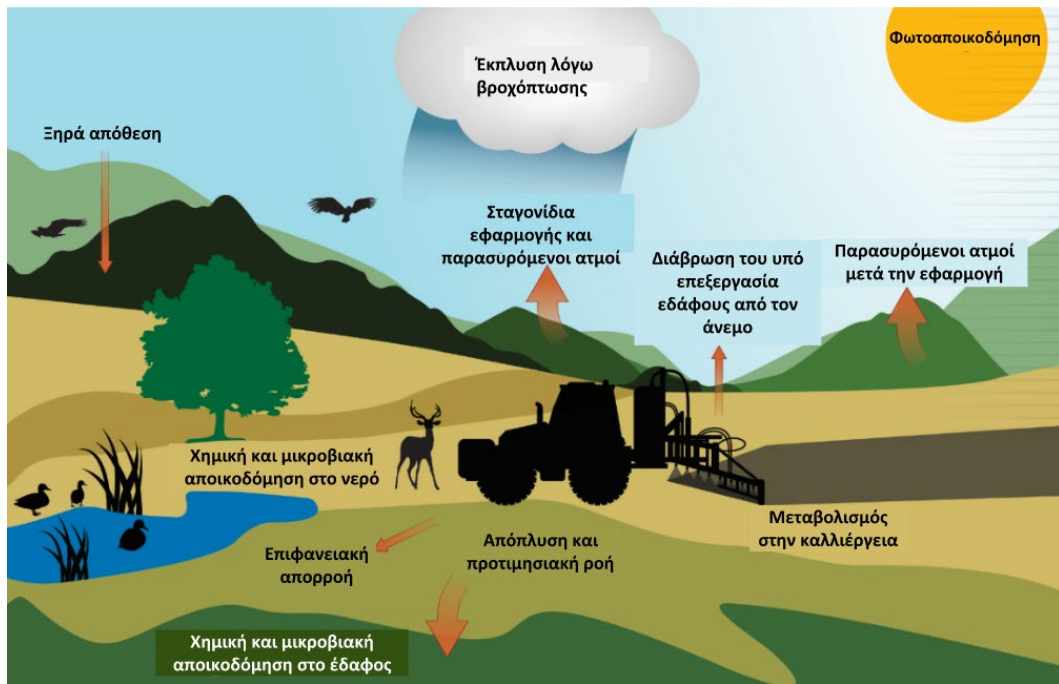 Φωτοαποικοδόμηση
Έκπλυση λόγω
βροχόπτωσης
Ξηρά απόθεση
Σταγονίδια
εφαρμογής και
παρασυρόμενοι ατμοί
Διάβρωση του υπό
επεξεργασία
εδάφους από τον
άνεμο
Παρασυρόμενοι ατμοί
μετά την εφαρμογή
Χημική και μικροβιακή
αποικοδόμηση στο νερό
Μεταβολισμός
στην καλλιέργεια
Επιφανειακή
απορροή
Απόπλυση και
προτιμησιακή ροή
Χημική και μικροβιακή
αποικοδόμηση στο έδαφος